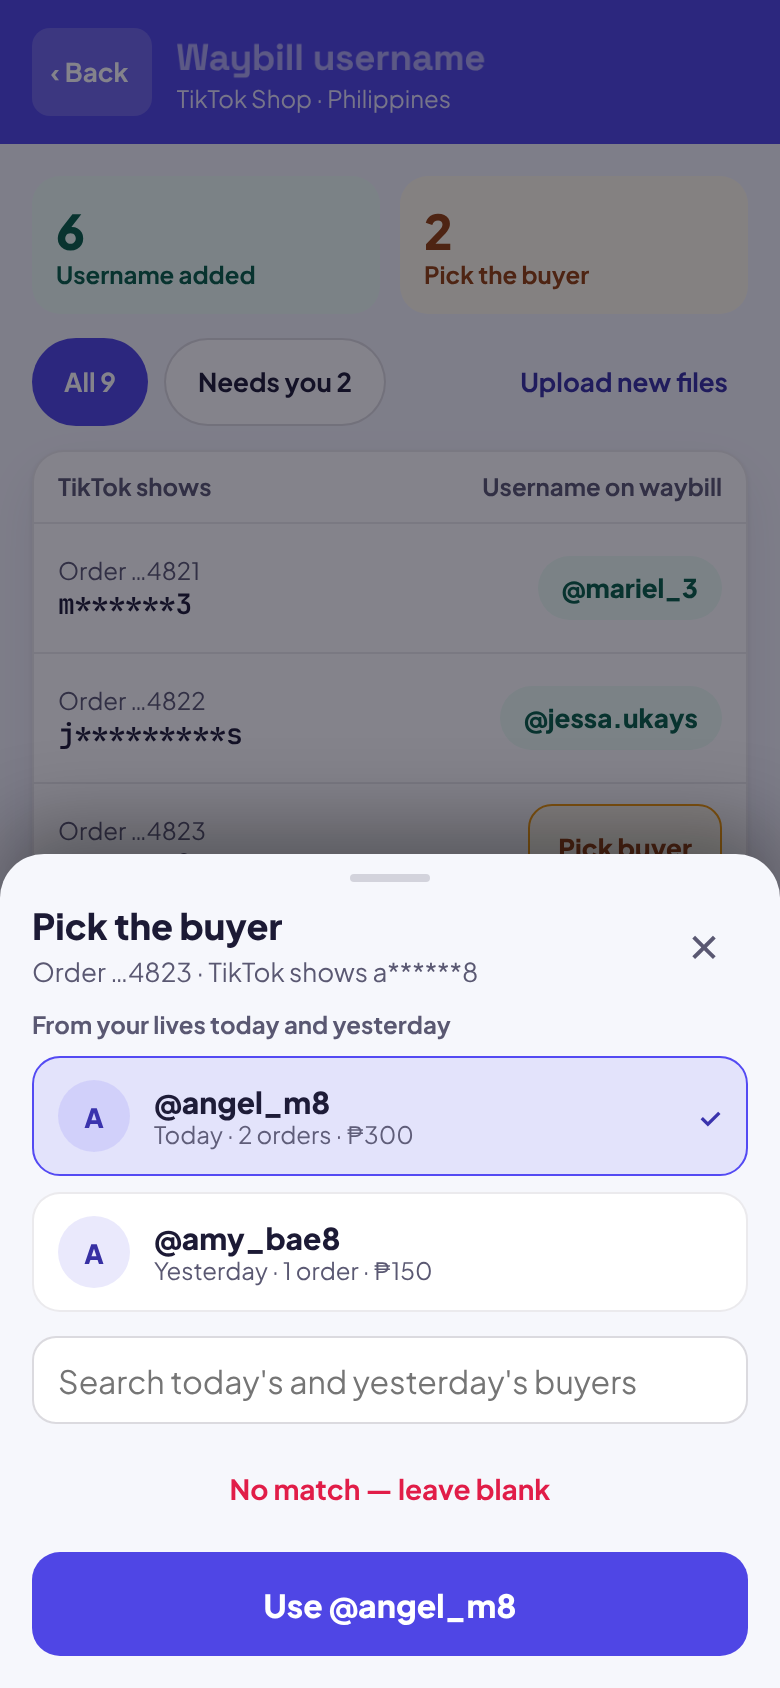 ‹ Back
Waybill username
TikTok Shop · Philippines
6
Username added
2
Pick the buyer
All 9
Needs you 2
Upload new files
TikTok shows
Username on waybill
Order …4821
m******3
@mariel_3
Order …4822
j*********s
@jessa.ukays
Order …4823
Pick buyer
Pick the buyer
✕
Order …4823 · TikTok shows a******8
From your lives today and yesterday
A
@angel_m8
Today · 2 orders · ₱300
✓
A
@amy_bae8
Yesterday · 1 order · ₱150
Search today's and yesterday's buyers
No match — leave blank
Use @angel_m8